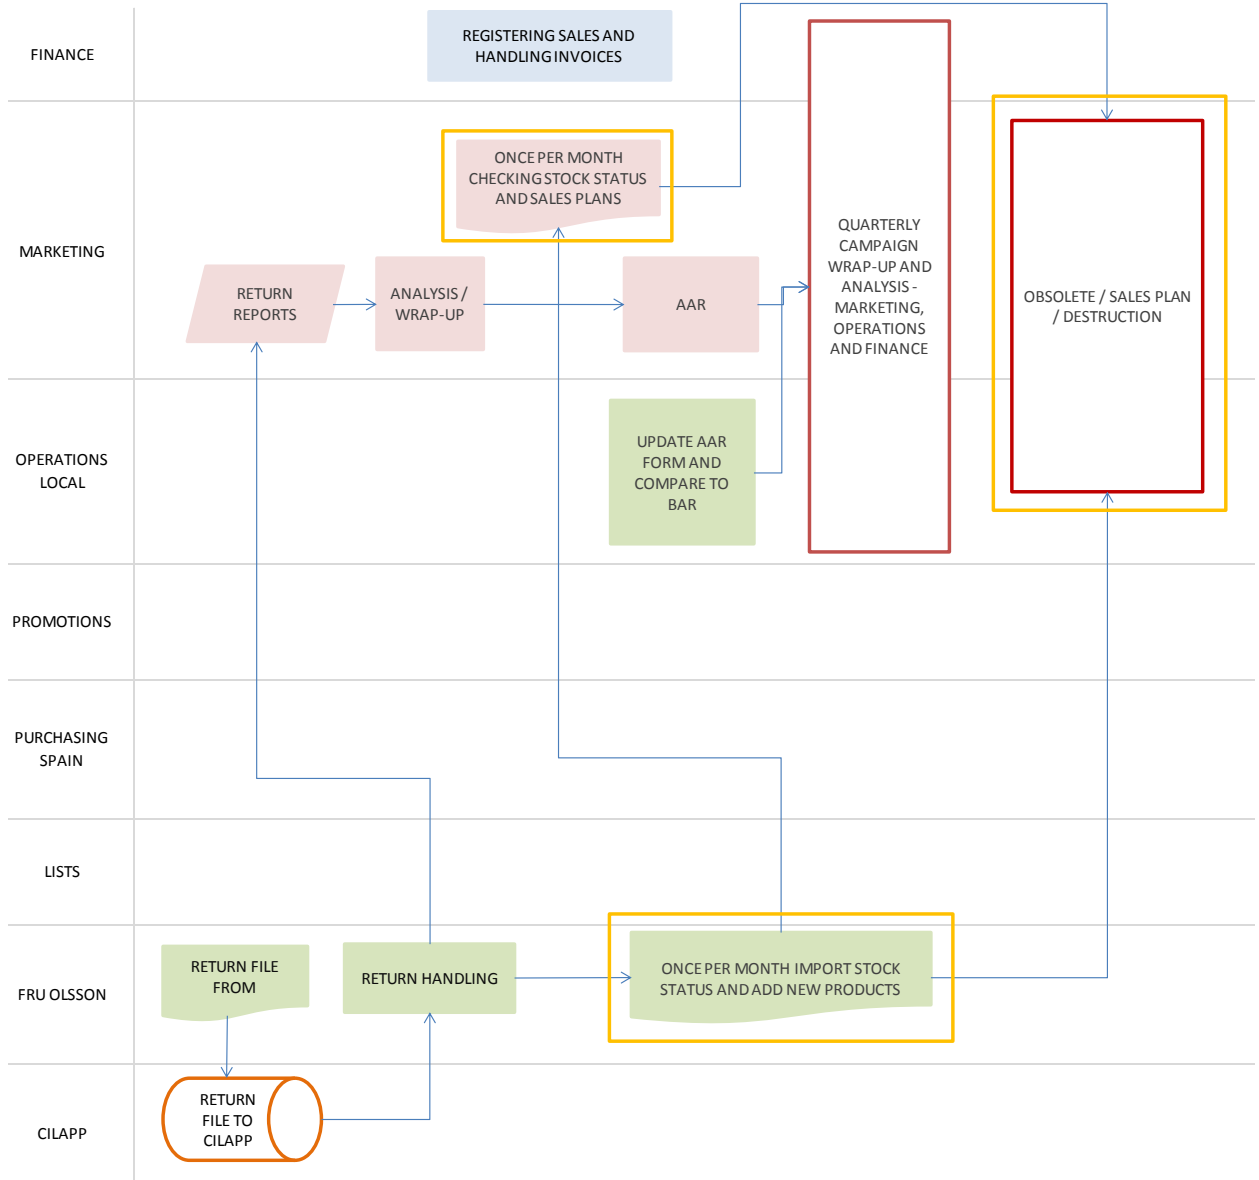 FINANCE
REGISTERING SALES AND
HANDLING INVOICES
MARKETING
ONCE PER MONTH
CHECKING STOCK STATUS
AND SALES PLANS
RETURN
REPORTS
ANALYSIS /
WRAP-UP
AAR
QUARTERLY
CAMPAIGN
WRAP-UP AND
ANALYSIS -
MARKETING,
OPERATIONS
AND FINANCE
OBSOLETE / SALES PLAN
/ DESTRUCTION
OPERATIONS
LOCAL
UPDATE AAR
FORM AND
COMPARE TO
BAR
PROMOTIONS
PURCHASING
SPAIN
LISTS
FRU OLSSON
RETURN FILE
FROM
RETURN HANDLING
ONCE PER MONTH IMPORT STOCK
STATUS AND ADD NEW PRODUCTS
CILAPP
RETURN
FILE TO
CILAPP